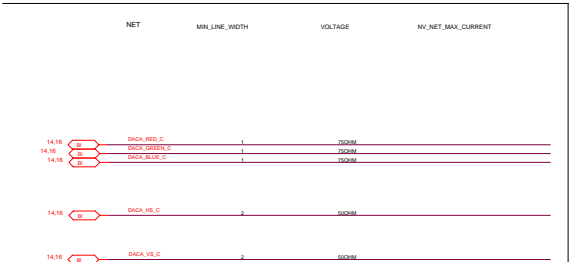 NET MIN_LINE_WIDTH VOLTAGE NV_NET_MAX_CURRENT
14,16 BI DACA_RED_C 1 75OHM
14,16 BI DACA_GREEN_C 1 75OHM
14,16 BI DACA_BLUE_C 1 75OHM
14,16 BI DACA_HS_C 2 50OHM
14,16 BI DACA_VS_C 2 50OHM